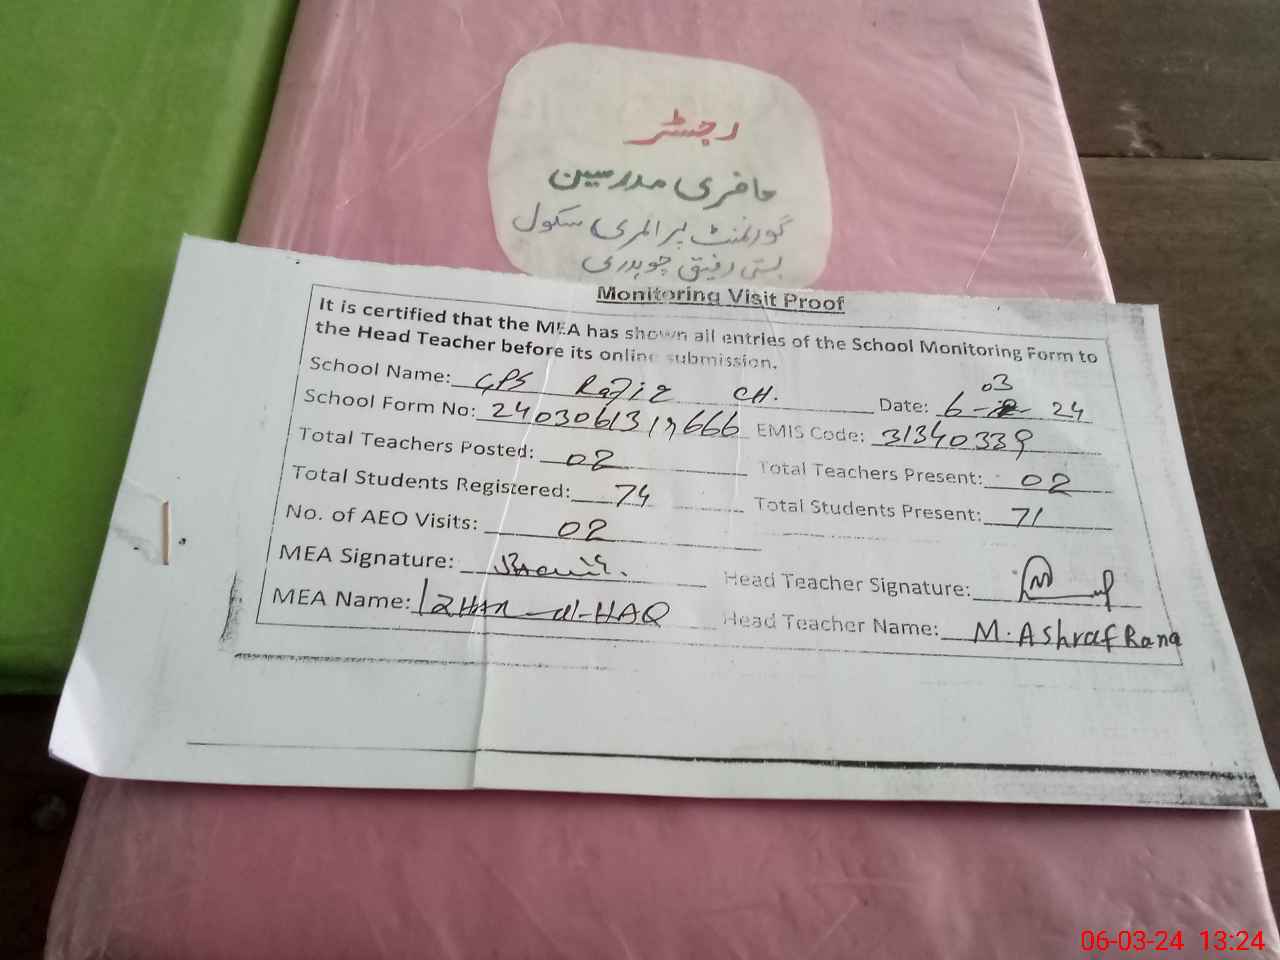 رجسٹر
حاضری مدرسین
گورنمنٹ پرائمری سکول
بستی رفیق چوہدری
Monitoring Visit Proof
It is certified that the MEA has shown all entries of the School Monitoring Form to
the Head Teacher before its online submission.
School Name: GPS Rafiq CH. Date: 6-03-24
School Form No: EMIS Code: 31340339
Total Teachers Posted: 02 Total Teachers Present: 02
Total Students Registered: 74 Total Students Present: 71
No. of AEO Visits: 02
MEA Signature: Head Teacher Signature:
MEA Name: Izhar-ul-HAQ Head Teacher Name: M. Ashraf Rana
06-03-24 13:24